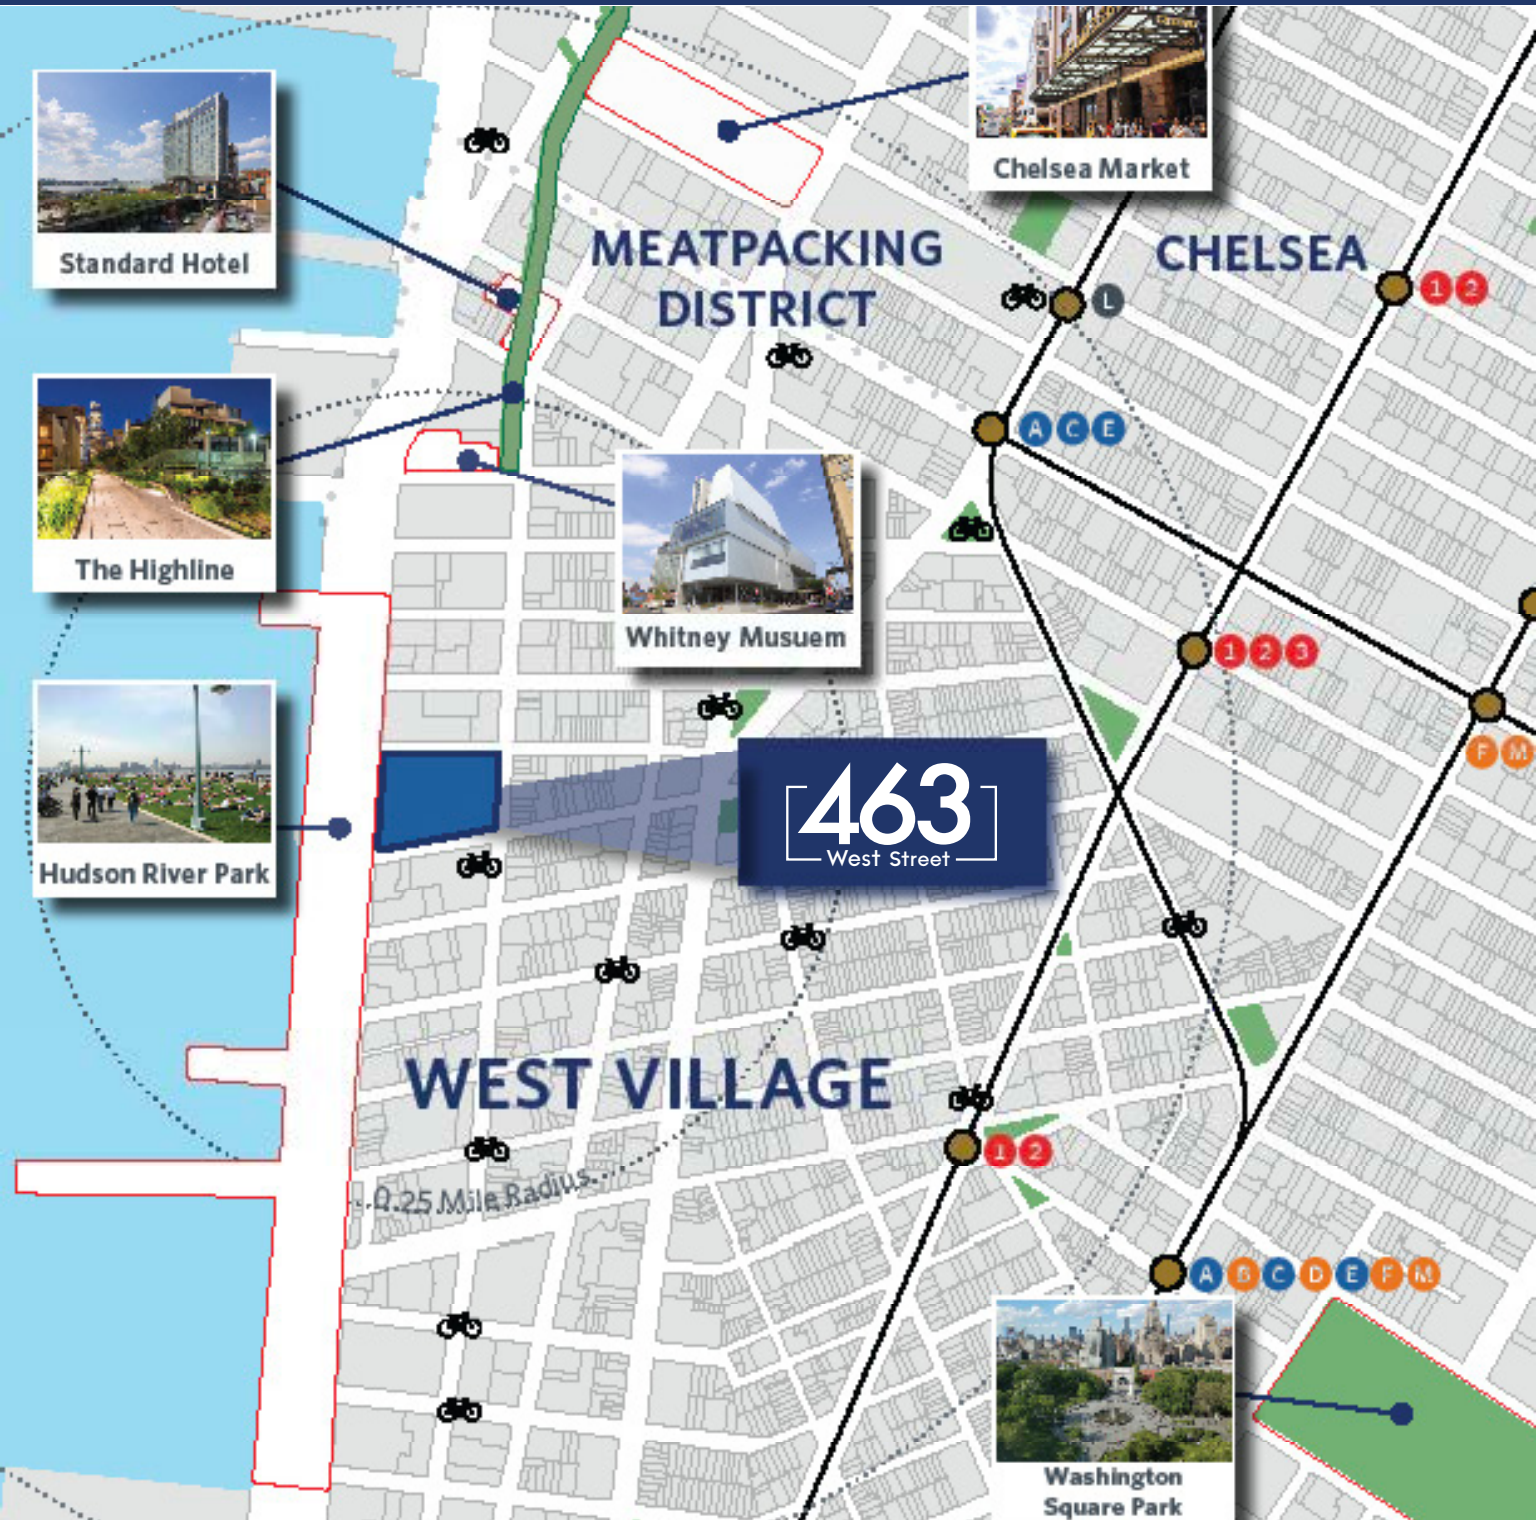 Chelsea Market
Standard Hotel
MEATPACKING
DISTRICT
CHELSEA
1 2
L
A C E
The Highline
Whitney Musuem
1 2 3
F M
Hudson River Park
463
West Street
WEST VILLAGE
1 2
0.25 Mile Radius
A B C D E F M
Washington
Square Park